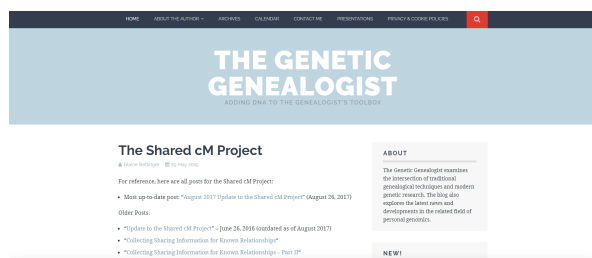 HOME ABOUT THE AUTHOR ARCHIVES CALENDAR CONTACT ME PRESENTATIONS PRIVACY & COOKIE POLICIES
THE GENETIC
GENEALOGIST
ADDING DNA TO THE GENEALOGIST'S TOOLBOX
The Shared cM Project
Blaine Bettinger 29 May 2015
For reference, here are all posts for the Shared cM Project:
• Most up-to-date post: "August 2017 Update to the Shared cM Project" (August 26, 2017)
Older Posts:
• "Update to the Shared cM Project" – June 26, 2016 (outdated as of August 2017)
• "Collecting Sharing Information for Known Relationships"
• "Collecting Sharing Information for Known Relationships – Part II"
ABOUT
The Genetic Genealogist examines
the intersection of traditional
genealogical techniques and modern
genetic research. The blog also
explores the latest news and
developments in the related field of
personal genomics.
NEW!